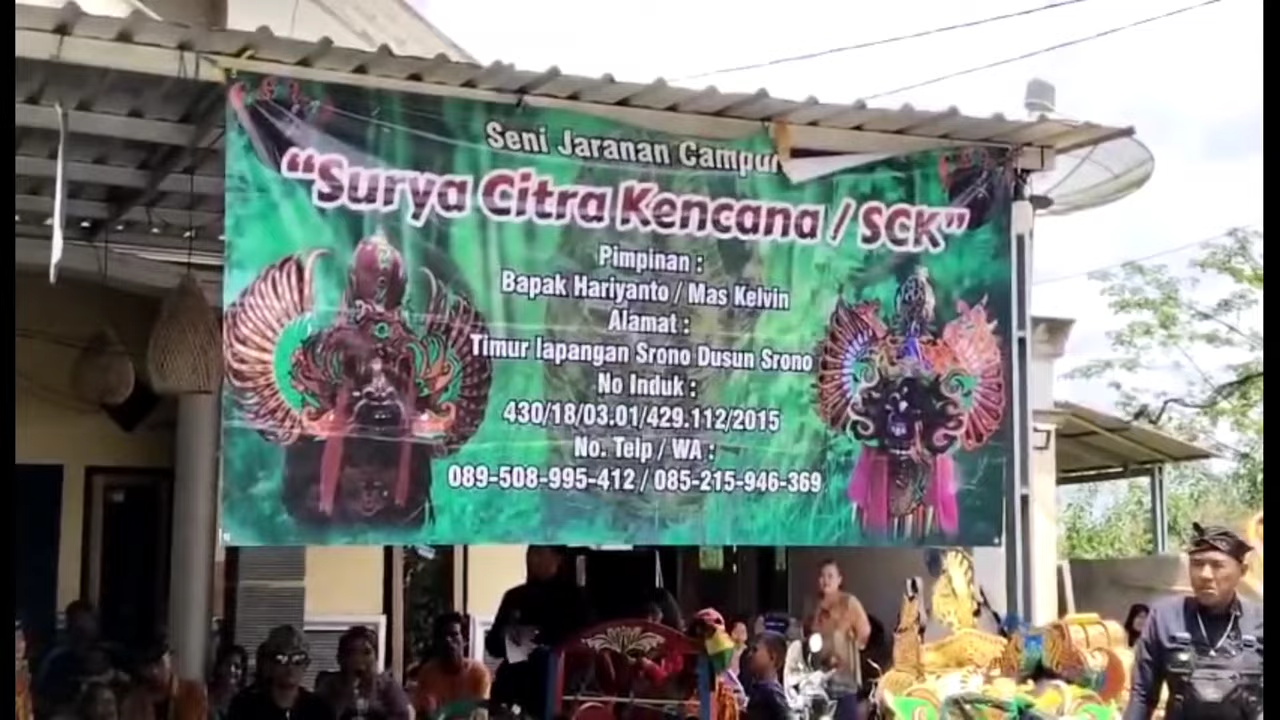 Seni Jaranan Campur
"Surya Citra Kencana / SCK"
Pimpinan :
Bapak Hariyanto / Mas Kelvin
Alamat :
Timur lapangan Srono Dusun Srono
No Induk :
430/18/03.01/429.112/2015
No. Telp / WA :
089-508-995-412 / 085-215-946-369